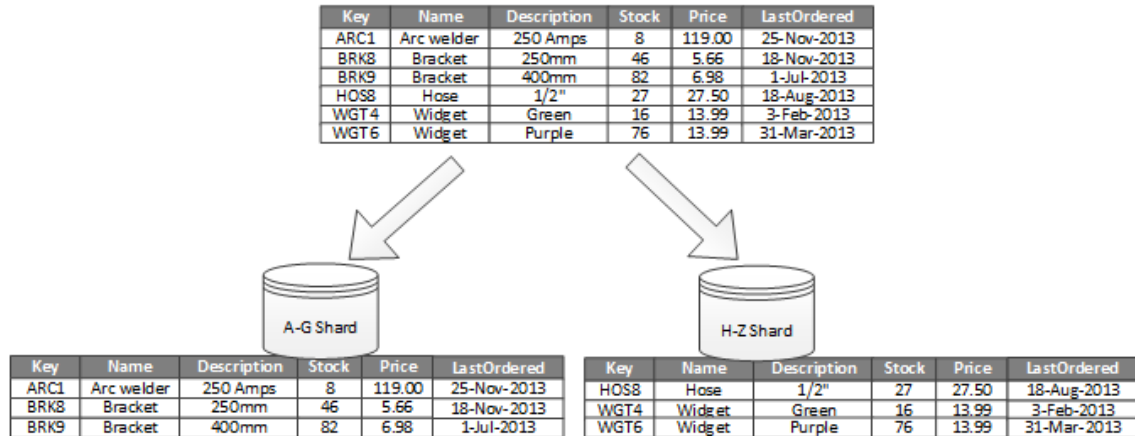 Key Name Description Stock Price LastOrdered
ARC1 Arc welder 250 Amps 8 119.00 25-Nov-2013
BRK8 Bracket 250mm 46 5.66 18-Nov-2013
BRK9 Bracket 400mm 82 6.98 1-Jul-2013
HOS8 Hose 1/2" 27 27.50 18-Aug-2013
WGT4 Widget Green 16 13.99 3-Feb-2013
WGT6 Widget Purple 76 13.99 31-Mar-2013
A-G Shard
Key Name Description Stock Price LastOrdered
ARC1 Arc welder 250 Amps 8 119.00 25-Nov-2013
BRK8 Bracket 250mm 46 5.66 18-Nov-2013
BRK9 Bracket 400mm 82 6.98 1-Jul-2013
H-Z Shard
Key Name Description Stock Price LastOrdered
HOS8 Hose 1/2" 27 27.50 18-Aug-2013
WGT4 Widget Green 16 13.99 3-Feb-2013
WGT6 Widget Purple 76 13.99 31-Mar-2013